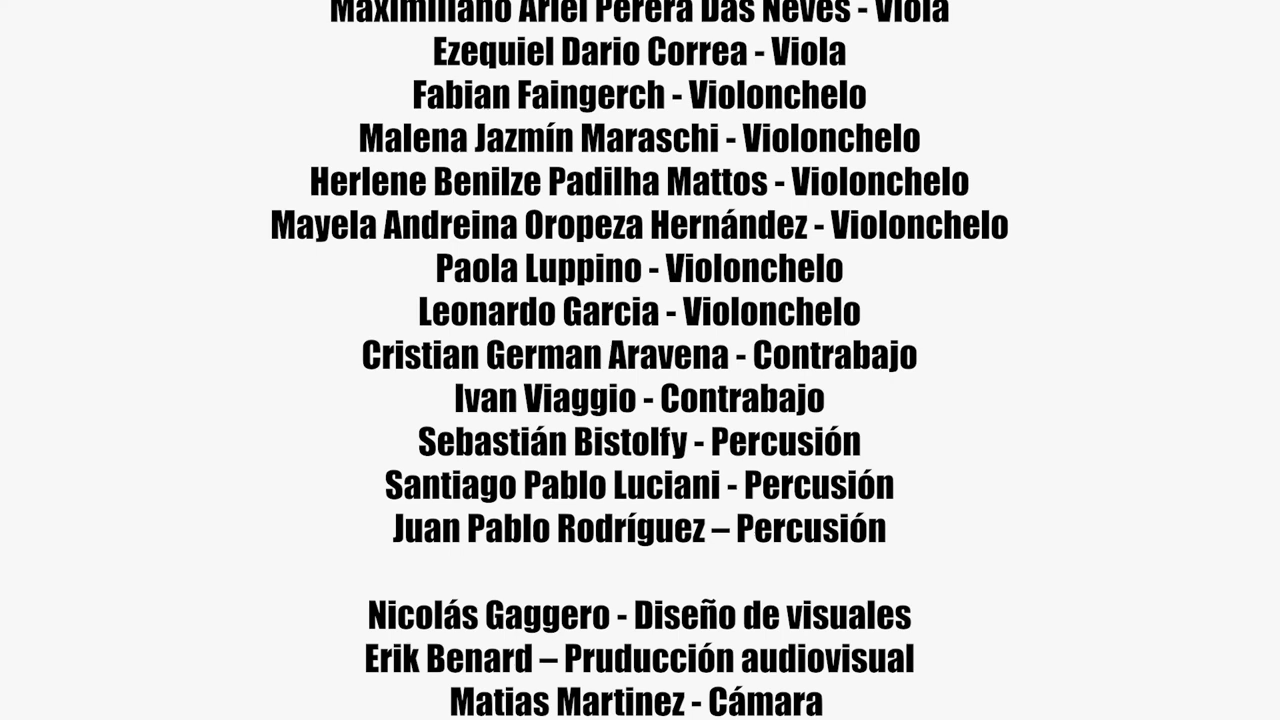 Maximiliano Ariel Perera Das Neves - Viola
Ezequiel Dario Correa - Viola
Fabian Faingerch - Violonchelo
Malena Jazmín Maraschi - Violonchelo
Herlene Benilze Padilha Mattos - Violonchelo
Mayela Andreina Oropeza Hernández - Violonchelo
Paola Luppino - Violonchelo
Leonardo Garcia - Violonchelo
Cristian German Aravena - Contrabajo
Ivan Viaggio - Contrabajo
Sebastián Bistolfy - Percusión
Santiago Pablo Luciani - Percusión
Juan Pablo Rodríguez – Percusión
Nicolás Gaggero - Diseño de visuales
Erik Benard – Pruducción audiovisual
Matias Martinez - Cámara